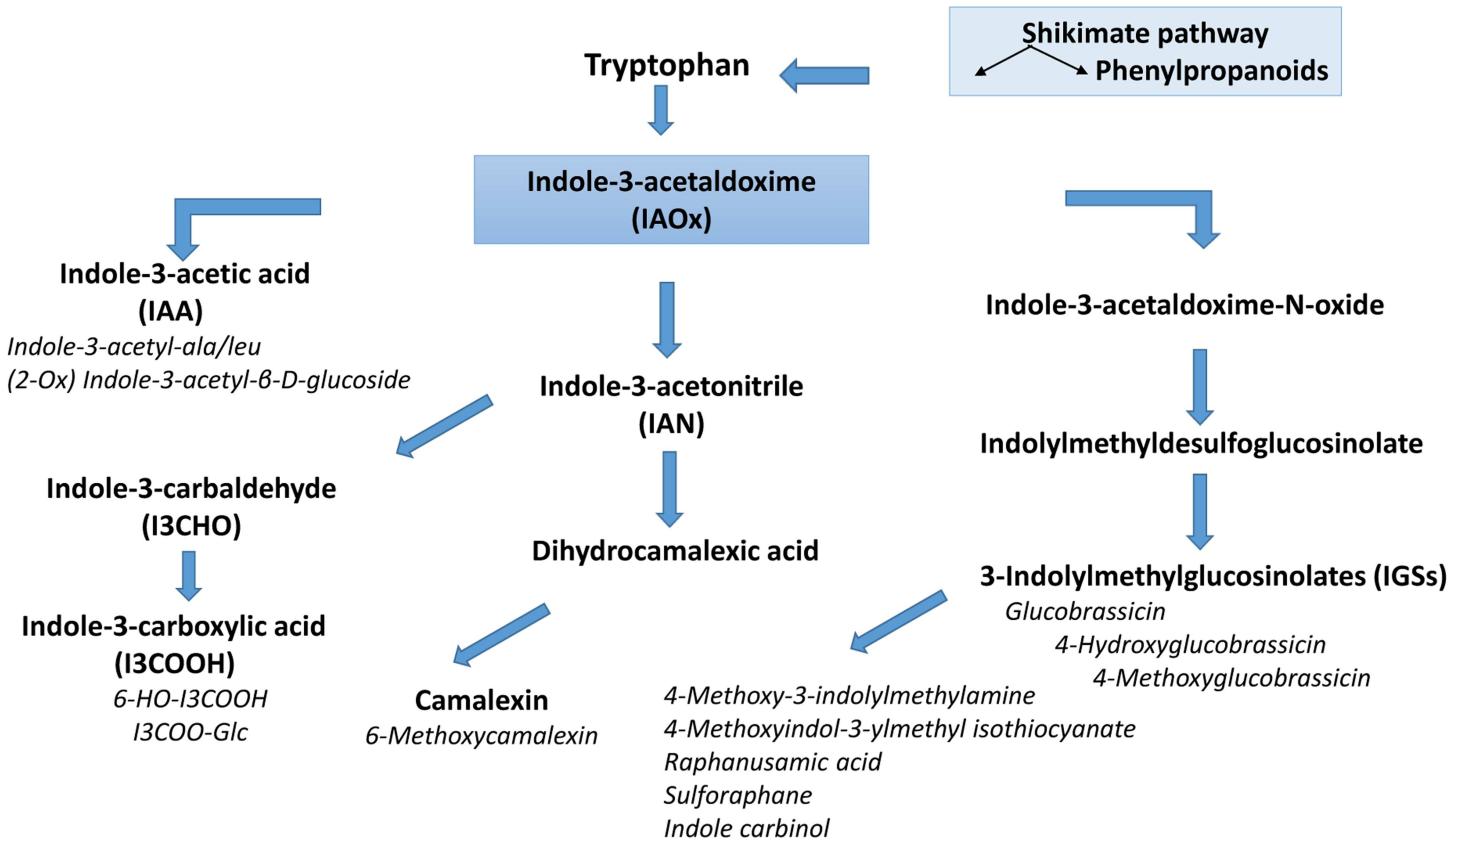 Shikimate pathway
Phenylpropanoids
Tryptophan
Indole-3-acetaldoxime
(IAOx)
Indole-3-acetic acid
(IAA)
Indole-3-acetyl-ala/leu
(2-Ox) Indole-3-acetyl-β-D-glucoside
Indole-3-acetonitrile
(IAN)
Indole-3-carbaldehyde
(I3CHO)
Indole-3-carboxylic acid
(I3COOH)
6-HO-I3COOH
I3COO-Glc
Dihydrocamalexic acid
Camalexin
6-Methoxycamalexin
Indole-3-acetaldoxime-N-oxide
Indolylmethyldesulfoglucosinolate
3-Indolylmethylglucosinolates (IGSs)
Glucobrassicin
4-Hydroxyglucobrassicin
4-Methoxyglucobrassicin
4-Methoxy-3-indolylmethylamine
4-Methoxyindol-3-ylmethyl isothiocyanate
Raphanusamic acid
Sulforaphane
Indole carbinol